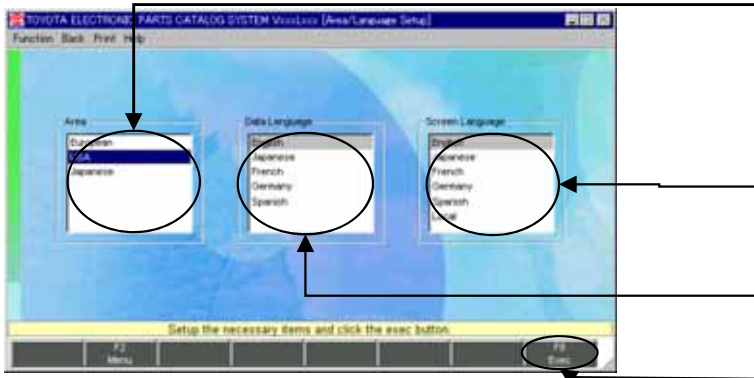 TOYOTA ELECTRONIC PARTS CATALOG SYSTEM VxxxLxxx [Area/Language Setup]
Function Back Print Help
Area
European
USA
Japanese
Data Language
English
Japanese
French
Germany
Spanish
Screen Language
English
Japanese
French
Germany
Spanish
Local
Setup the necessary items and click the exec button.
F2
Menu
Exec